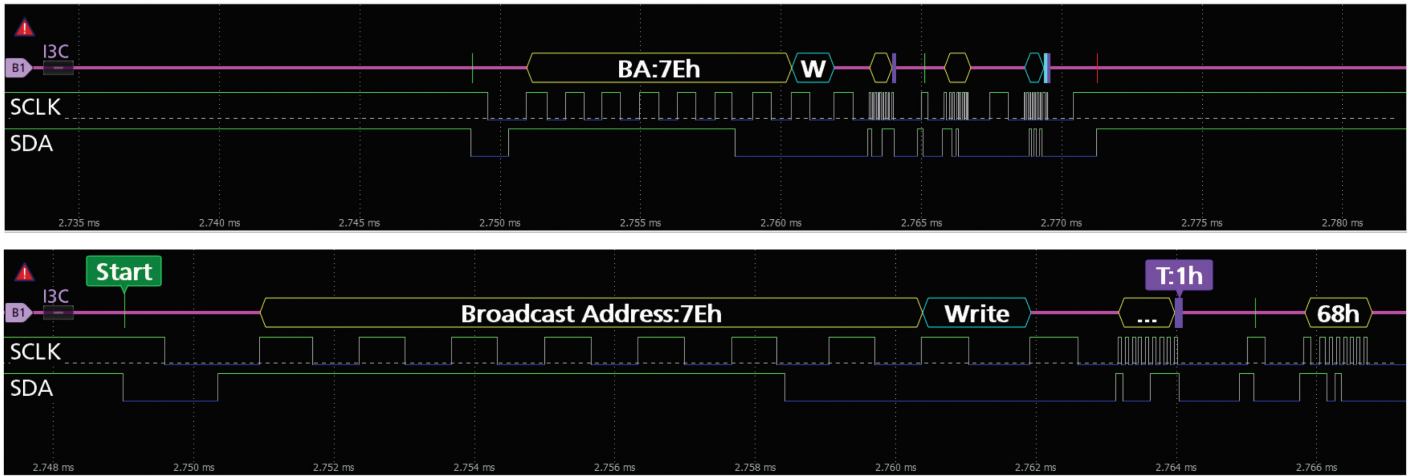 I3C
B1
BA:7Eh W
SCLK
SDA
2.735 ms 2.740 ms 2.745 ms 2.750 ms 2.755 ms 2.760 ms 2.765 ms 2.770 ms 2.775 ms 2.780 ms
Start T:1h
I3C
B1
Broadcast Address:7Eh Write ... 68h
SCLK
SDA
2.748 ms 2.750 ms 2.752 ms 2.754 ms 2.756 ms 2.758 ms 2.760 ms 2.762 ms 2.764 ms 2.766 ms